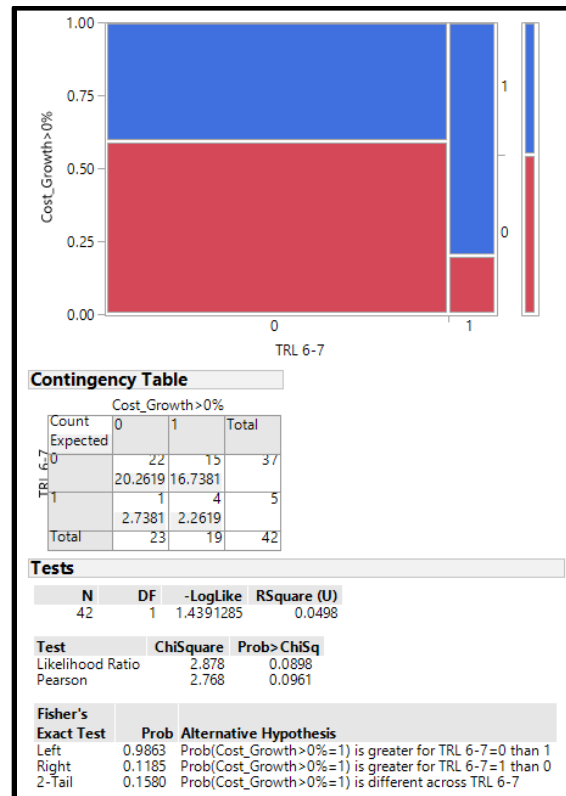 1.00
0.75
0.50
0.25
0.00
Cost_Growth>0%
1
0
0 1
TRL 6-7
Contingency Table
Cost_Growth>0%
TRL 6-7
Count 0 1 Total
Expected
0 22 15 37
20.2619 16.7381
1 1 4 5
2.7381 2.2619
Total 23 19 42
Tests
N DF -LogLike RSquare (U)
42 1 1.4391285 0.0498
Test ChiSquare Prob>ChiSq
Likelihood Ratio 2.878 0.0898
Pearson 2.768 0.0961
Fisher's
Exact Test Prob Alternative Hypothesis
Left 0.9863 Prob(Cost_Growth>0%=1) is greater for TRL 6-7=0 than 1
Right 0.1185 Prob(Cost_Growth>0%=1) is greater for TRL 6-7=1 than 0
2-Tail 0.1580 Prob(Cost_Growth>0%=1) is different across TRL 6-7